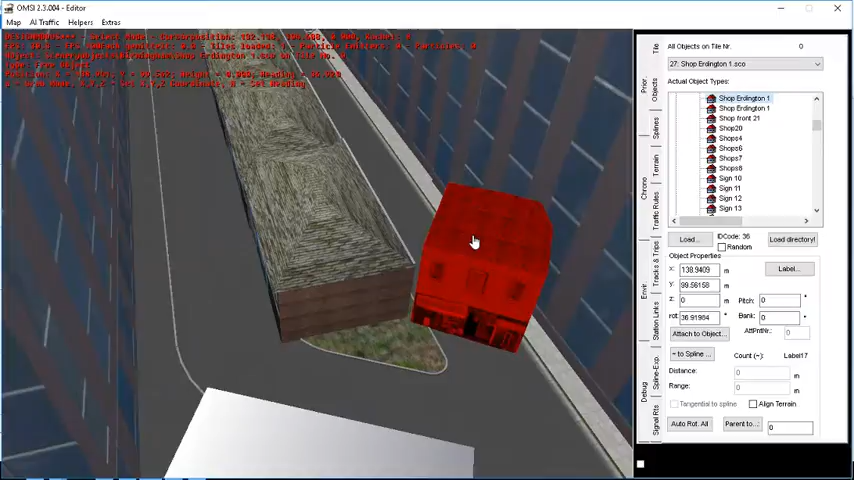 OMSI 2.3.004 - Editor
Map AI Traffic Helpers Extras
Position:
Heading =
All Objects on Tile Nr. 0
27: Shop Erdington 1.sco
Actual Object Types:
Shop Erdington 1
Shop Erdington 1
Shop front 21
Shop20
Shops4
Shops6
Shops7
Shops8
Sign 10
Sign 11
Sign 12
Sign 13
Load... IDCode: 36 Load directory!
Random
Object Properties
x: 138.9409 m Label...
Y: 99.56158 m
z: 0 m Pitch: 0 °
rot: 36.91984 ° Bank: 0 °
Attach to Object... AttPntNr.: 0
~ to Spline ... Count (~): Label17
Distance: 0 m
Range: 0 m
Tangential to spline Align Terrain
Auto Rot. All Parent to...: 0
Tile
Objects
Splines
Terrain
Traffic Rules
Tracks & Trips
Station Links
Spline-Exp.
Signal Rts
Chrono
Envir.
Debug